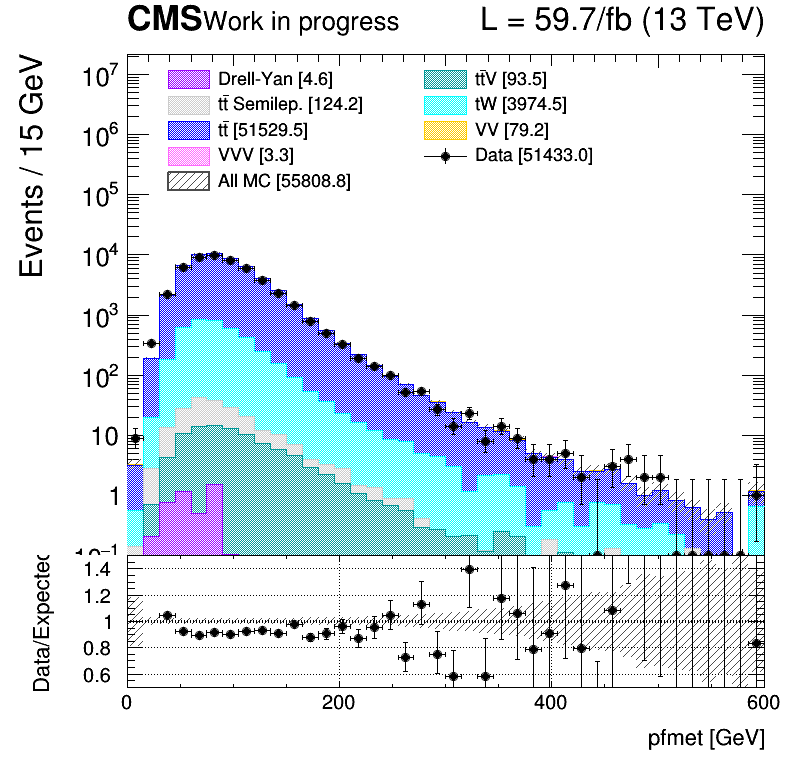 CMS Work in progress L = 59.7/fb (13 TeV)
Events / 15 GeV
10⁷
10⁶
10⁵
10⁴
10³
10²
10
1
10⁻¹
Drell-Yan [4.6]
tt̄ Semilep. [124.2]
tt̄ [51529.5]
VVV [3.3]
All MC [55808.8]
tt̄V [93.5]
tW [3974.5]
VV [79.2]
Data [51433.0]
Data/Expected
1.4
1.2
1
0.8
0.6
0 200 400 600
pfmet [GeV]